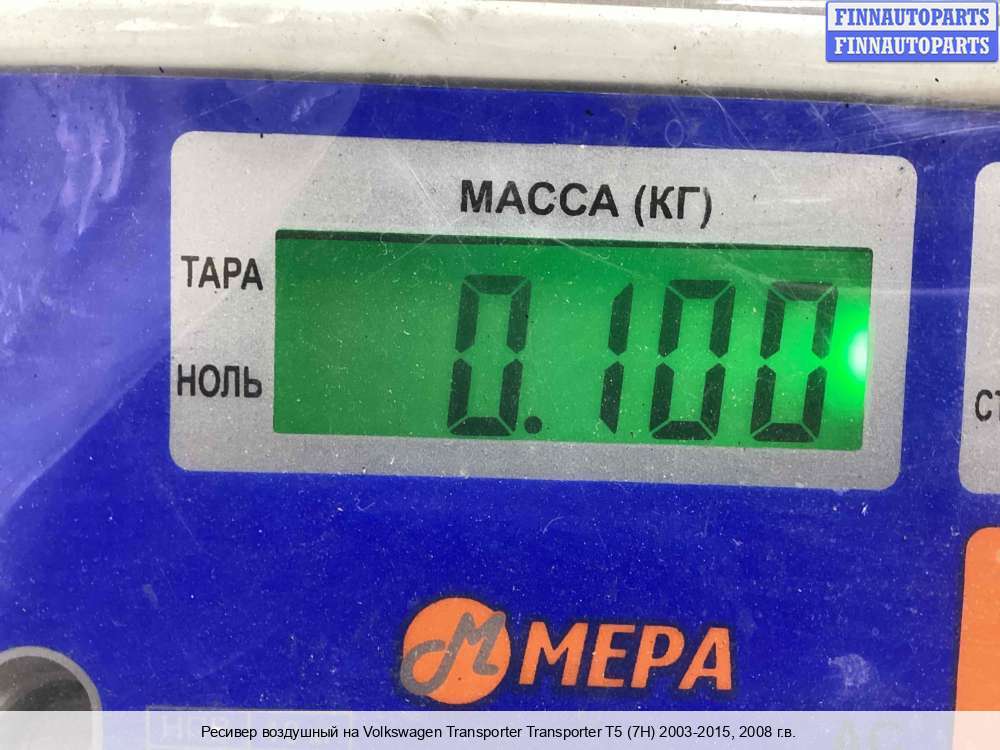 FINNAUTOPARTS
FINNAUTOPARTS
МАССА (КГ)
ТАРА
0.100
НОЛЬ
МЕРА
Ресивер воздушный на Volkswagen Transporter Transporter T5 (7H) 2003-2015, 2008 г.в.